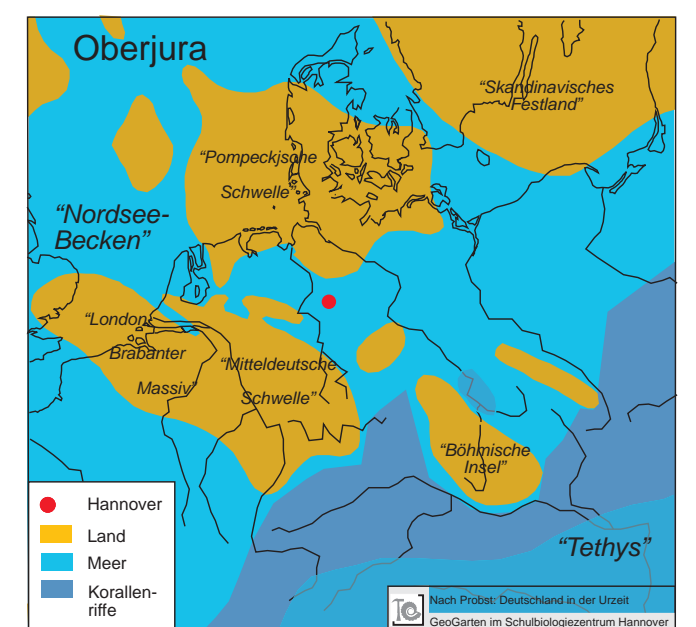 Oberjura
“Skandinavisches
Festland”
“Pompeckjsche
Schwelle”
“Nordsee-
Becken”
“London-
Brabanter
Massiv”
“Mitteldeutsche
Schwelle”
“Böhmische
Insel”
“Tethys”
Hannover
Land
Meer
Korallen-
riffe
Nach Probst: Deutschland in der Urzeit
GeoGarten im Schulbiologiezentrum Hannover